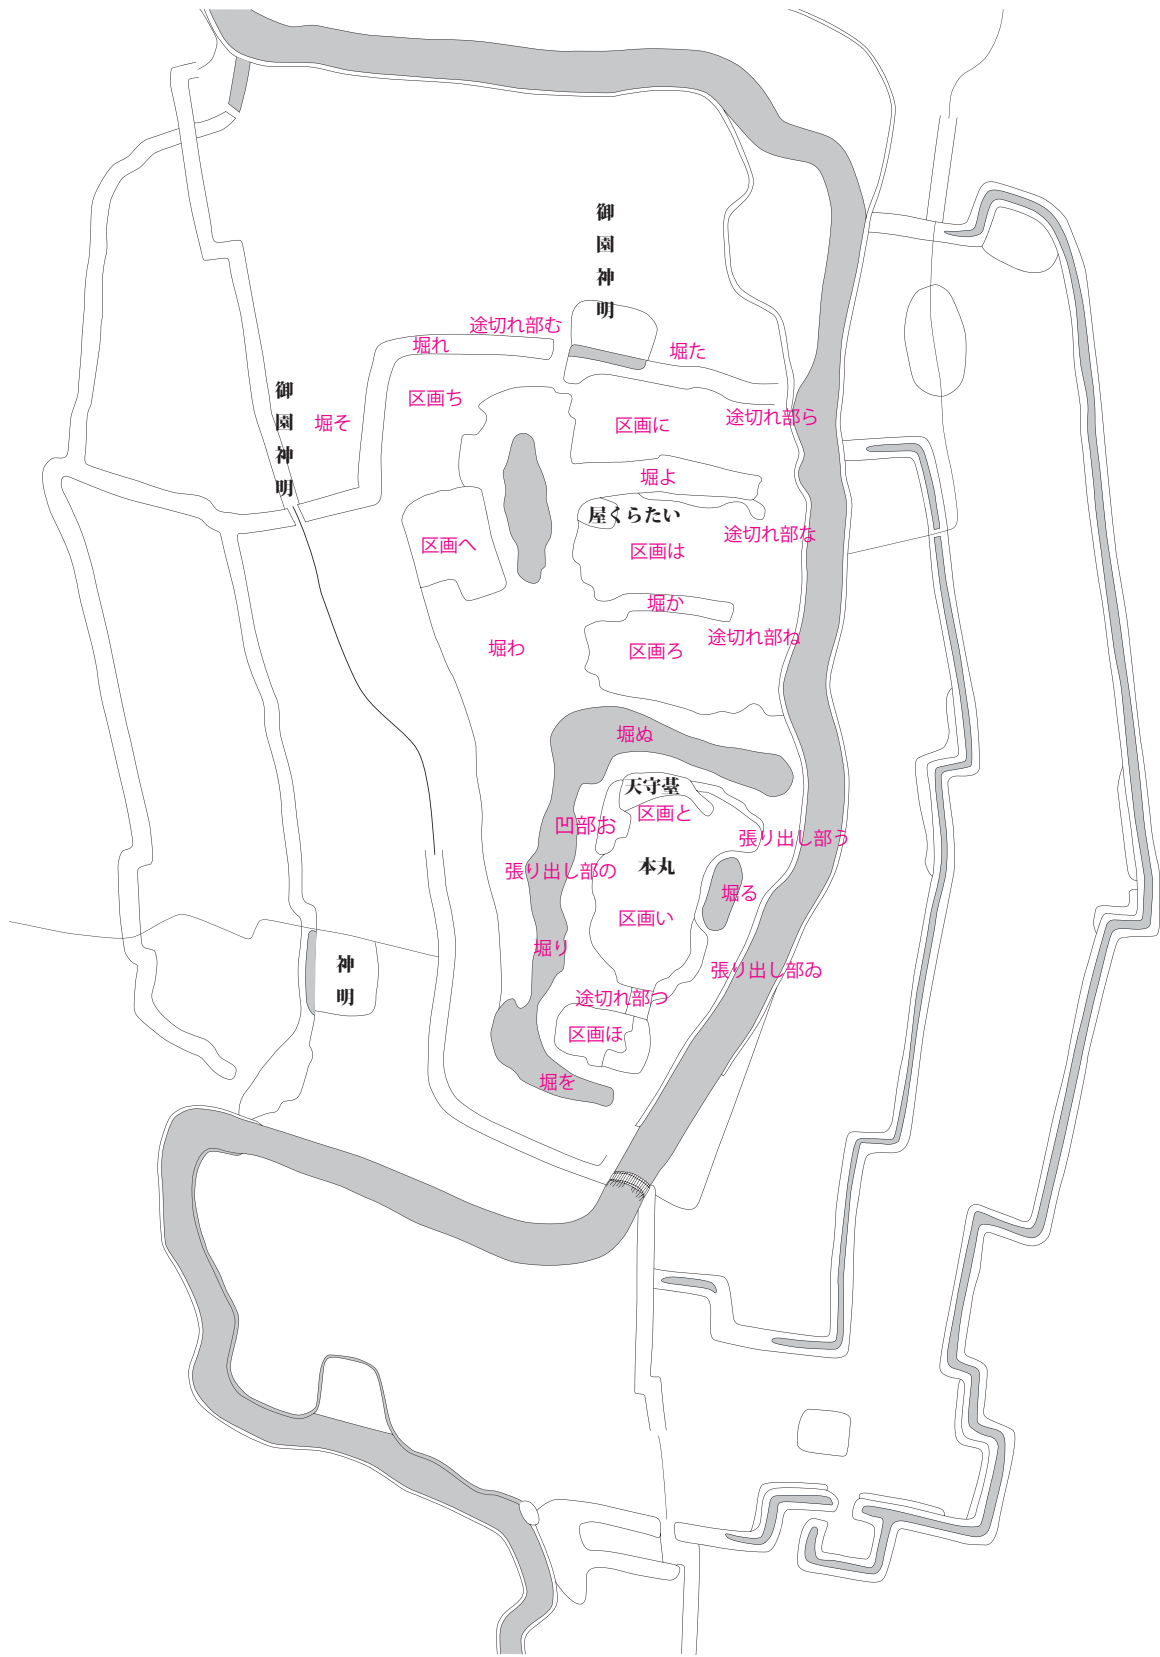 御園神明
途切れ部む
堀れ
堀た
区画ち
御園神明
堀そ
区画に
途切れ部ら
堀よ
屋くらたい
途切れ部な
区画へ
区画は
堀か
途切れ部ね
堀わ
区画ろ
堀ぬ
天守䑓
区画と
凹部お
張り出し部う
本丸
張り出し部の
堀る
区画い
堀り
神明
張り出し部ゐ
途切れ部つ
区画ほ
堀を